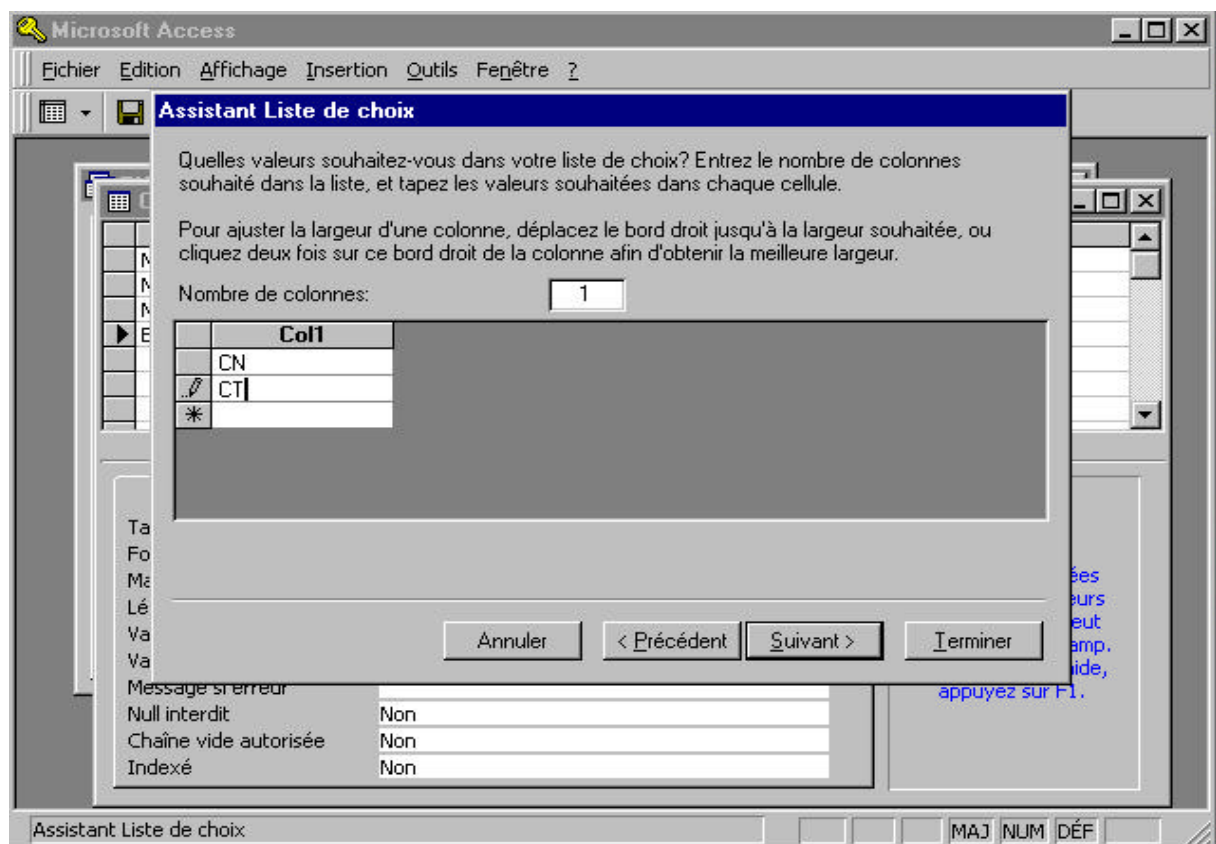 Microsoft Access
Fichier Edition Affichage Insertion Outils Fenêtre ?
Assistant Liste de choix
Quelles valeurs souhaitez-vous dans votre liste de choix? Entrez le nombre de colonnes
souhaité dans la liste, et tapez les valeurs souhaitées dans chaque cellule.
Pour ajuster la largeur d'une colonne, déplacez le bord droit jusqu'à la largeur souhaitée, ou
cliquez deux fois sur ce bord droit de la colonne afin d'obtenir la meilleure largeur.
Nombre de colonnes: 1
Col1
CN
CT
Annuler < Précédent Suivant > Terminer
Message si erreur
appuyez sur F1.
Null interdit Non
Chaîne vide autorisée Non
Indexé Non
Assistant Liste de choix MAJ NUM DÉF